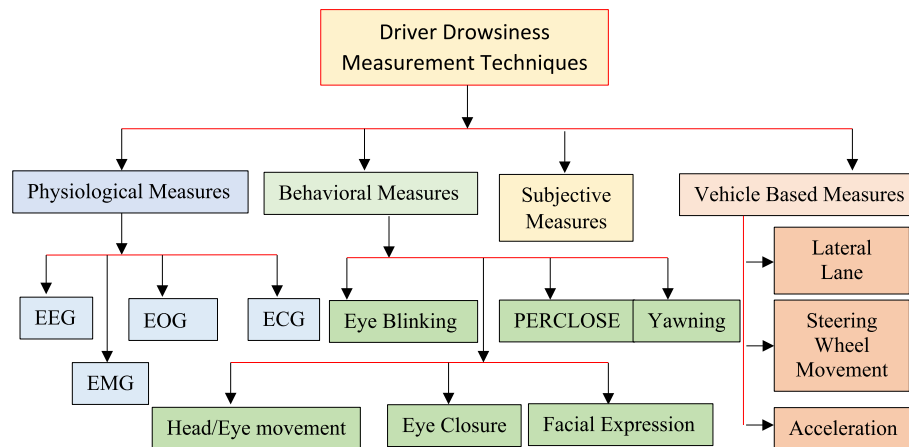 Driver Drowsiness
Measurement Techniques
Physiological Measures
Behavioral Measures
Subjective
Measures
Vehicle Based Measures
EEG
EMG
EOG
ECG
Eye Blinking
PERCLOSE
Yawning
Head/Eye movement
Eye Closure
Facial Expression
Lateral
Lane
Steering
Wheel
Movement
Acceleration